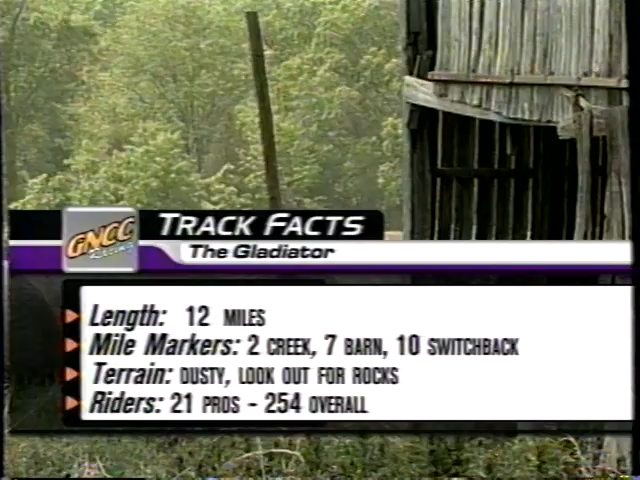 GNCC
Racing
TRACK FACTS
The Gladiator
Length: 12 MILES
Mile Markers: 2 CREEK, 7 BARN, 10 SWITCHBACK
Terrain: DUSTY, LOOK OUT FOR ROCKS
Riders: 21 PROS - 254 OVERALL